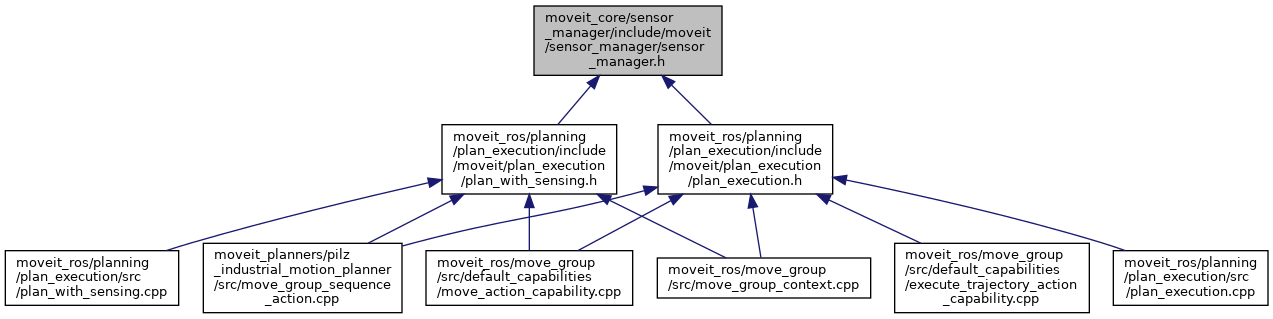 moveit_core/sensor
_manager/include/moveit
/sensor_manager/sensor
_manager.h
moveit_ros/planning
/plan_execution/include
/moveit/plan_execution
/plan_with_sensing.h
moveit_ros/planning
/plan_execution/include
/moveit/plan_execution
/plan_execution.h
moveit_ros/planning
/plan_execution/src
/plan_with_sensing.cpp
moveit_planners/pilz
_industrial_motion_planner
/src/move_group_sequence
_action.cpp
moveit_ros/move_group
/src/default_capabilities
/move_action_capability.cpp
moveit_ros/move_group
/src/move_group_context.cpp
moveit_ros/move_group
/src/default_capabilities
/execute_trajectory_action
_capability.cpp
moveit_ros/planning
/plan_execution/src
/plan_execution.cpp